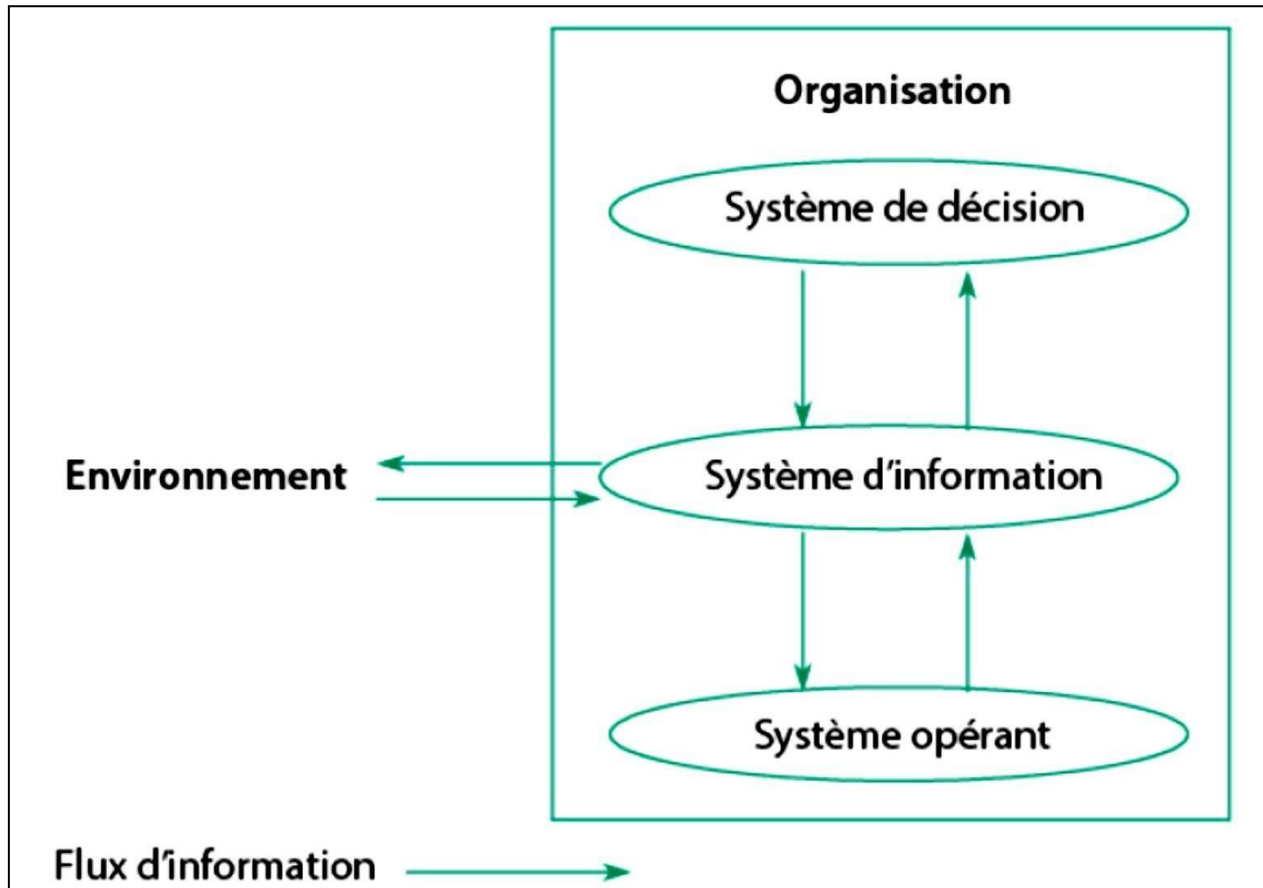 Organisation
Système de décision
Environnement
Système d'information
Système opérant
Flux d'information